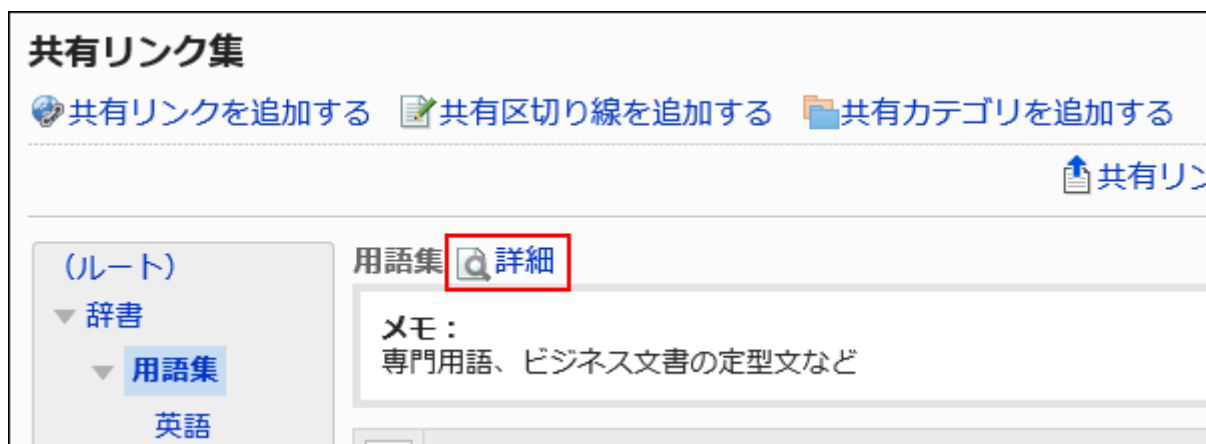 共有リンク集
共有リンクを追加する 共有区切り線を追加する 共有カテゴリを追加する
共有リン
(ルート)
辞書
用語集
英語
用語集 詳細
メモ：
専門用語、ビジネス文書の定型文など